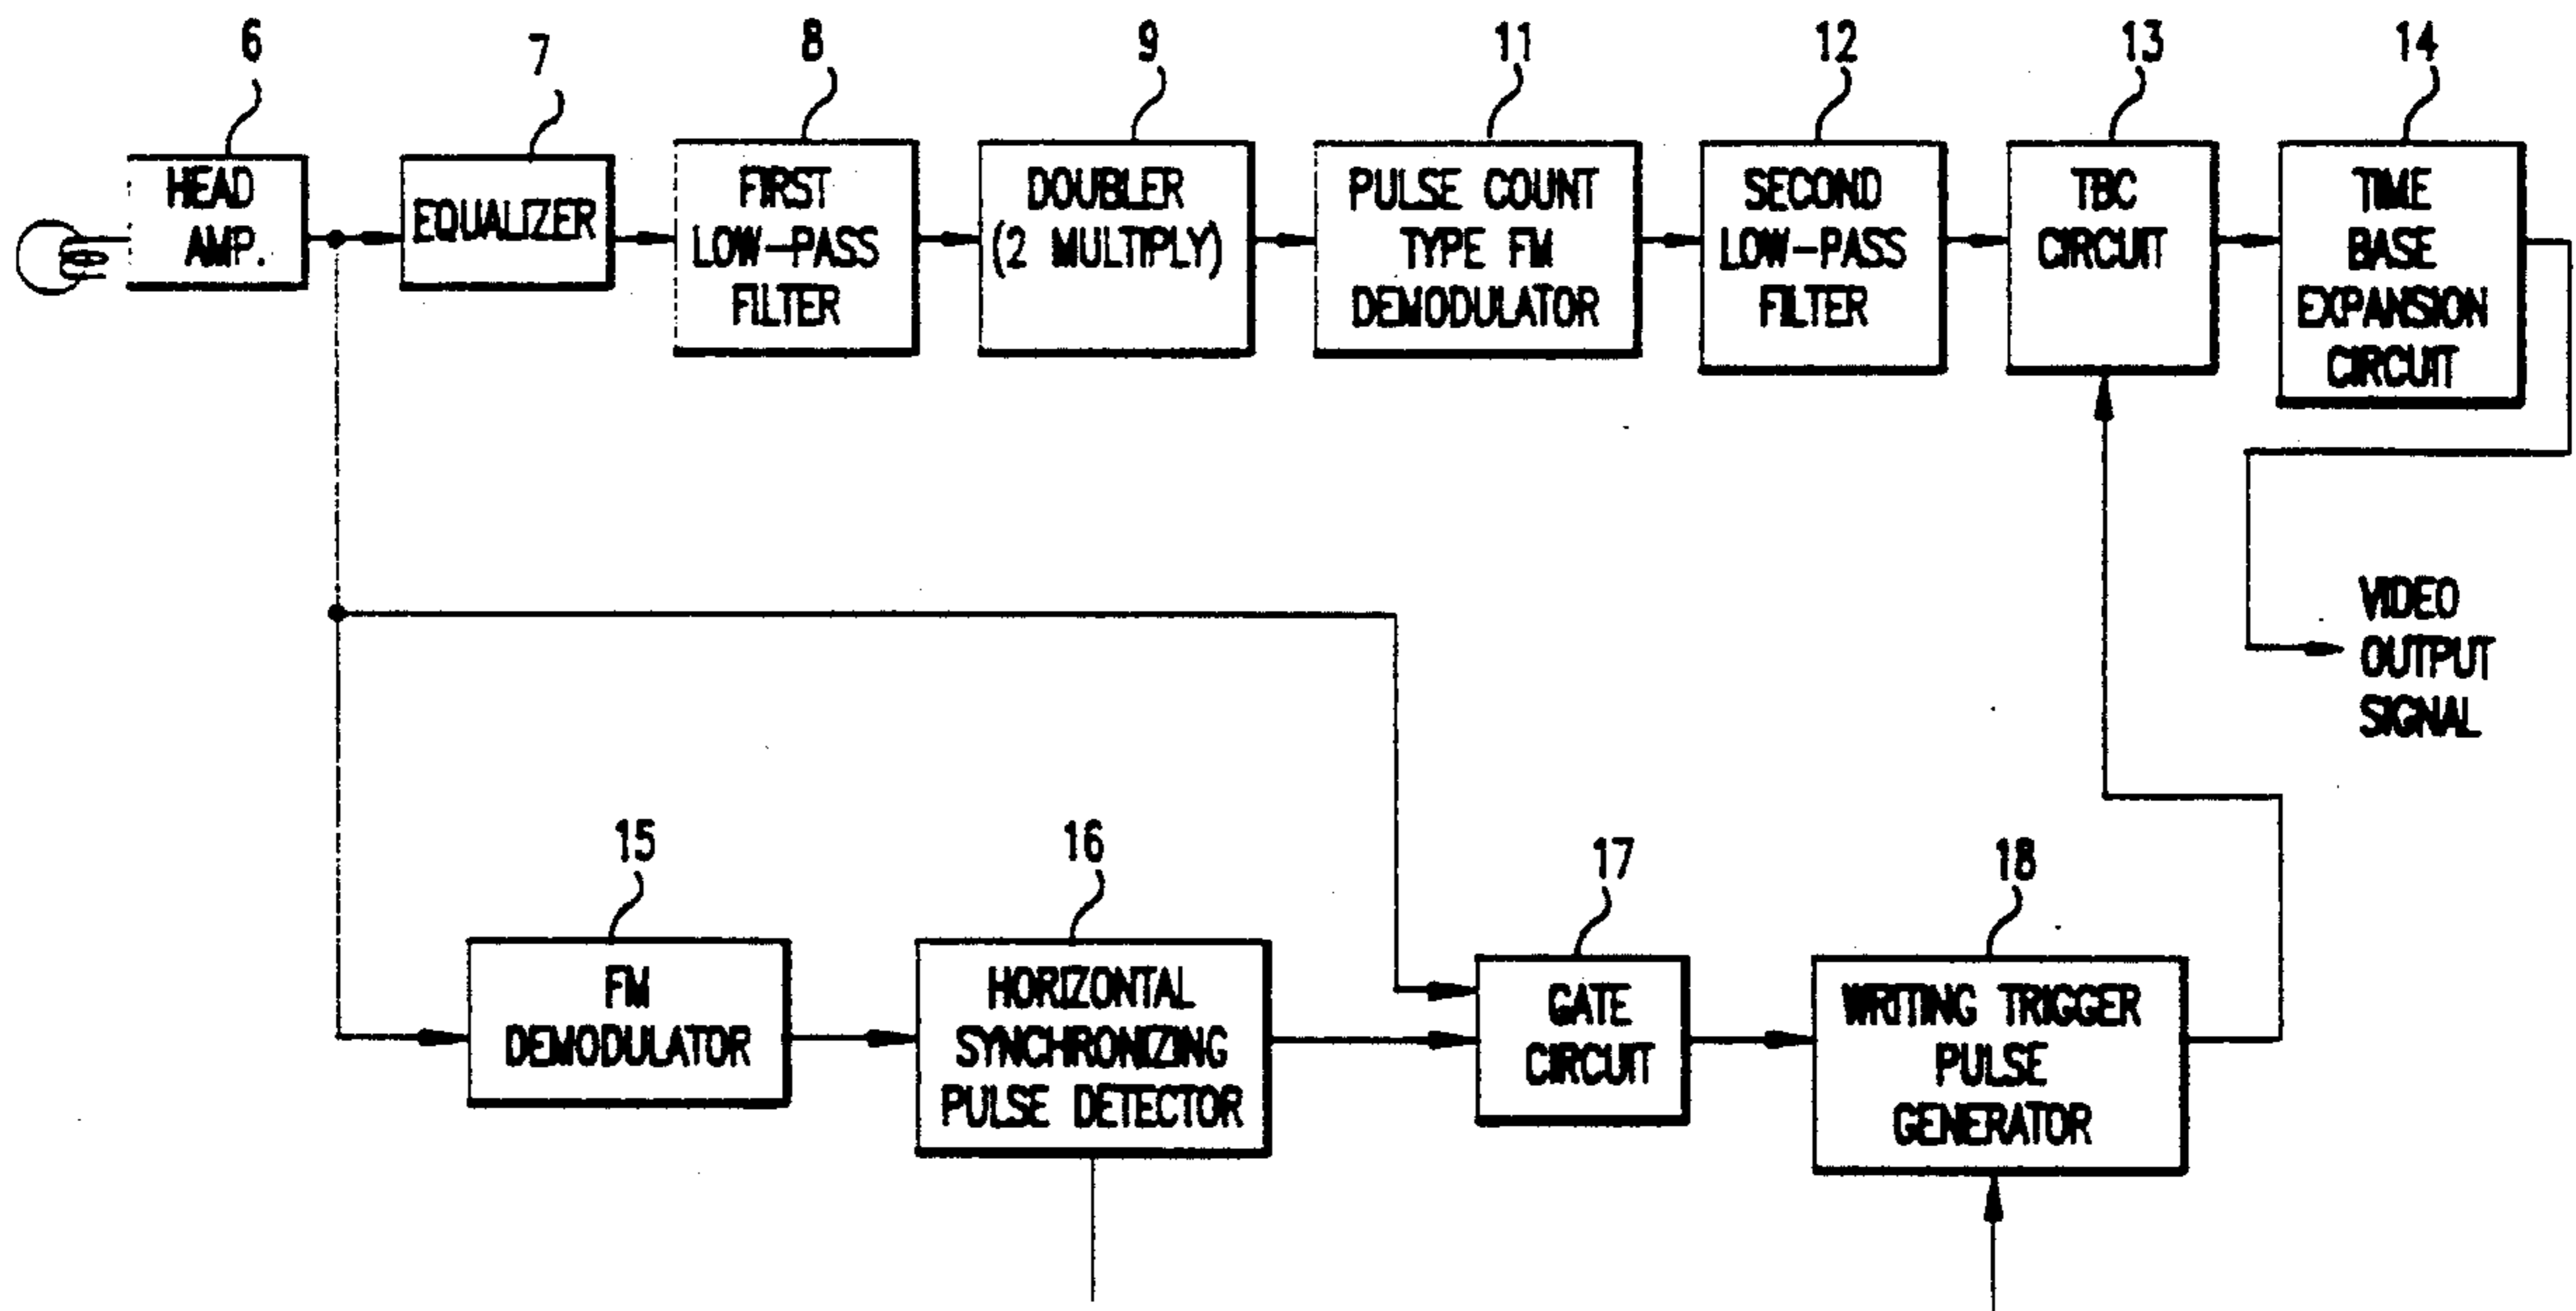 6
7
8
9
11
12
13
14
HEAD
AMP.
EQUALIZER
FIRST
LOW-PASS
FILTER
DOUBLER
(2 MULTIPLY)
PULSE COUNT
TYPE FM
DEMODULATOR
SECOND
LOW-PASS
FILTER
TBC
CIRCUIT
TIME
BASE
EXPANSION
CIRCUIT
VIDEO
OUTPUT
SIGNAL
15
16
17
18
FM
DEMODULATOR
HORIZONTAL
SYNCHRONIZING
PULSE DETECTOR
GATE
CIRCUIT
WRITING TRIGGER
PULSE
GENERATOR